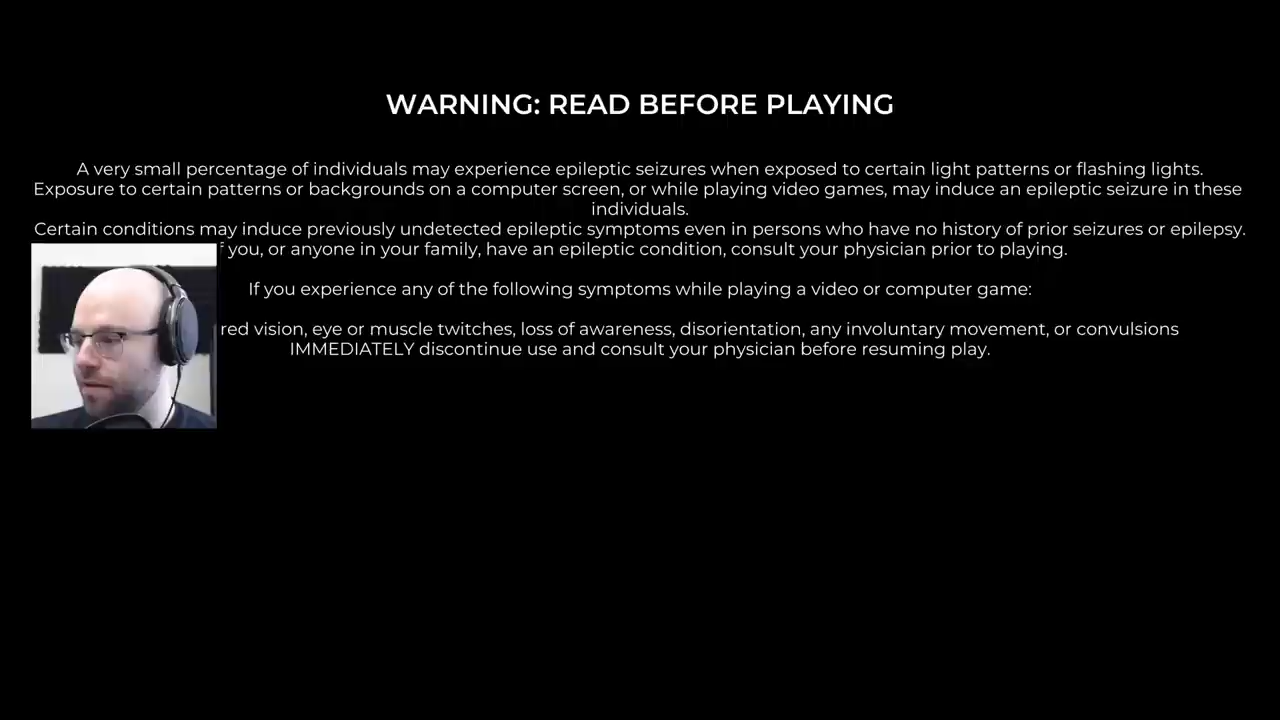 WARNING: READ BEFORE PLAYING
A very small percentage of individuals may experience epileptic seizures when exposed to certain light patterns or flashing lights.
Exposure to certain patterns or backgrounds on a computer screen, or while playing video games, may induce an epileptic seizure in these
individuals.
Certain conditions may induce previously undetected epileptic symptoms even in persons who have no history of prior seizures or epilepsy.
you, or anyone in your family, have an epileptic condition, consult your physician prior to playing.
If you experience any of the following symptoms while playing a video or computer game:
red vision, eye or muscle twitches, loss of awareness, disorientation, any involuntary movement, or convulsions
IMMEDIATELY discontinue use and consult your physician before resuming play.